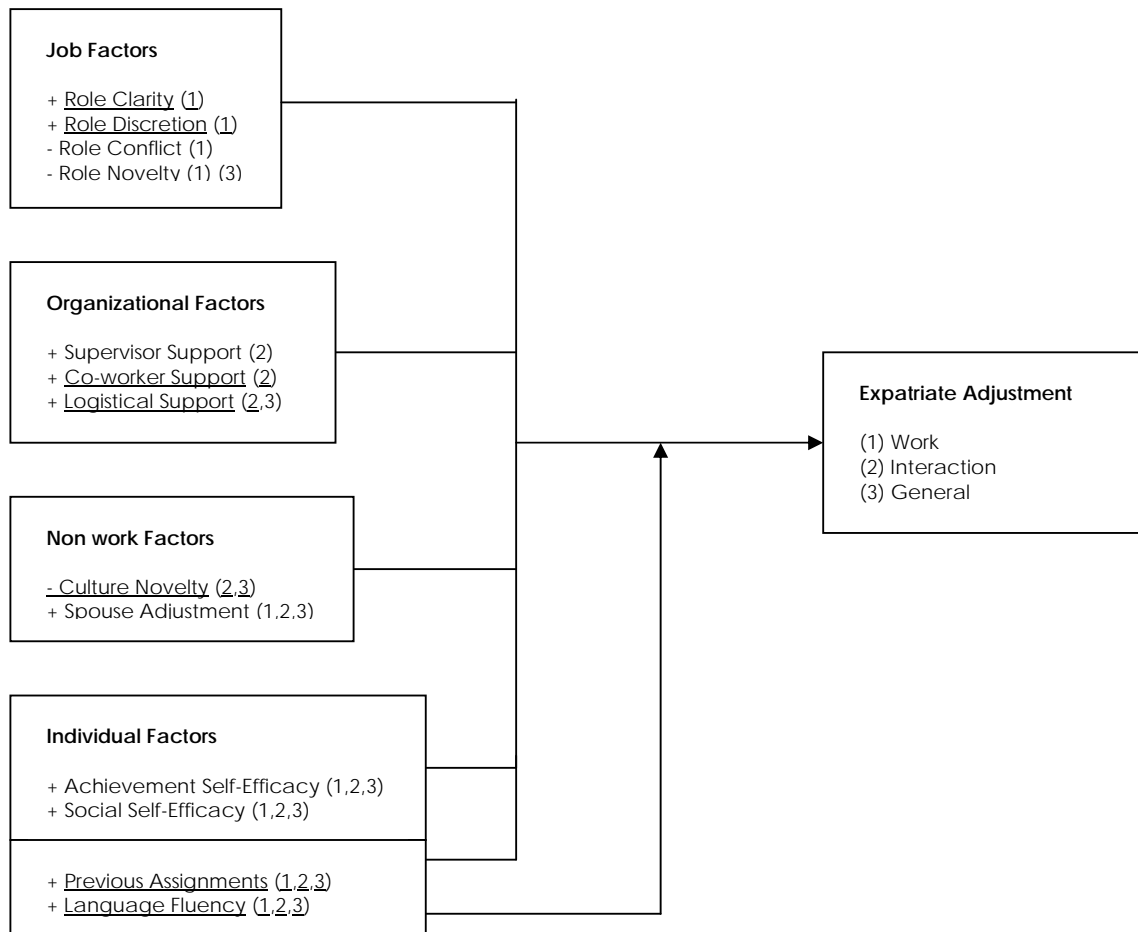 Job Factors
+ Role Clarity (1)
+ Role Discretion (1)
- Role Conflict (1)
- Role Novelty (1) (3)
Organizational Factors
+ Supervisor Support (2)
+ Co-worker Support (2)
+ Logistical Support (2,3)
Non work Factors
- Culture Novelty (2,3)
+ Spouse Adjustment (1,2,3)
Individual Factors
+ Achievement Self-Efficacy (1,2,3)
+ Social Self-Efficacy (1,2,3)
+ Previous Assignments (1,2,3)
+ Language Fluency (1,2,3)
Expatriate Adjustment
(1) Work
(2) Interaction
(3) General